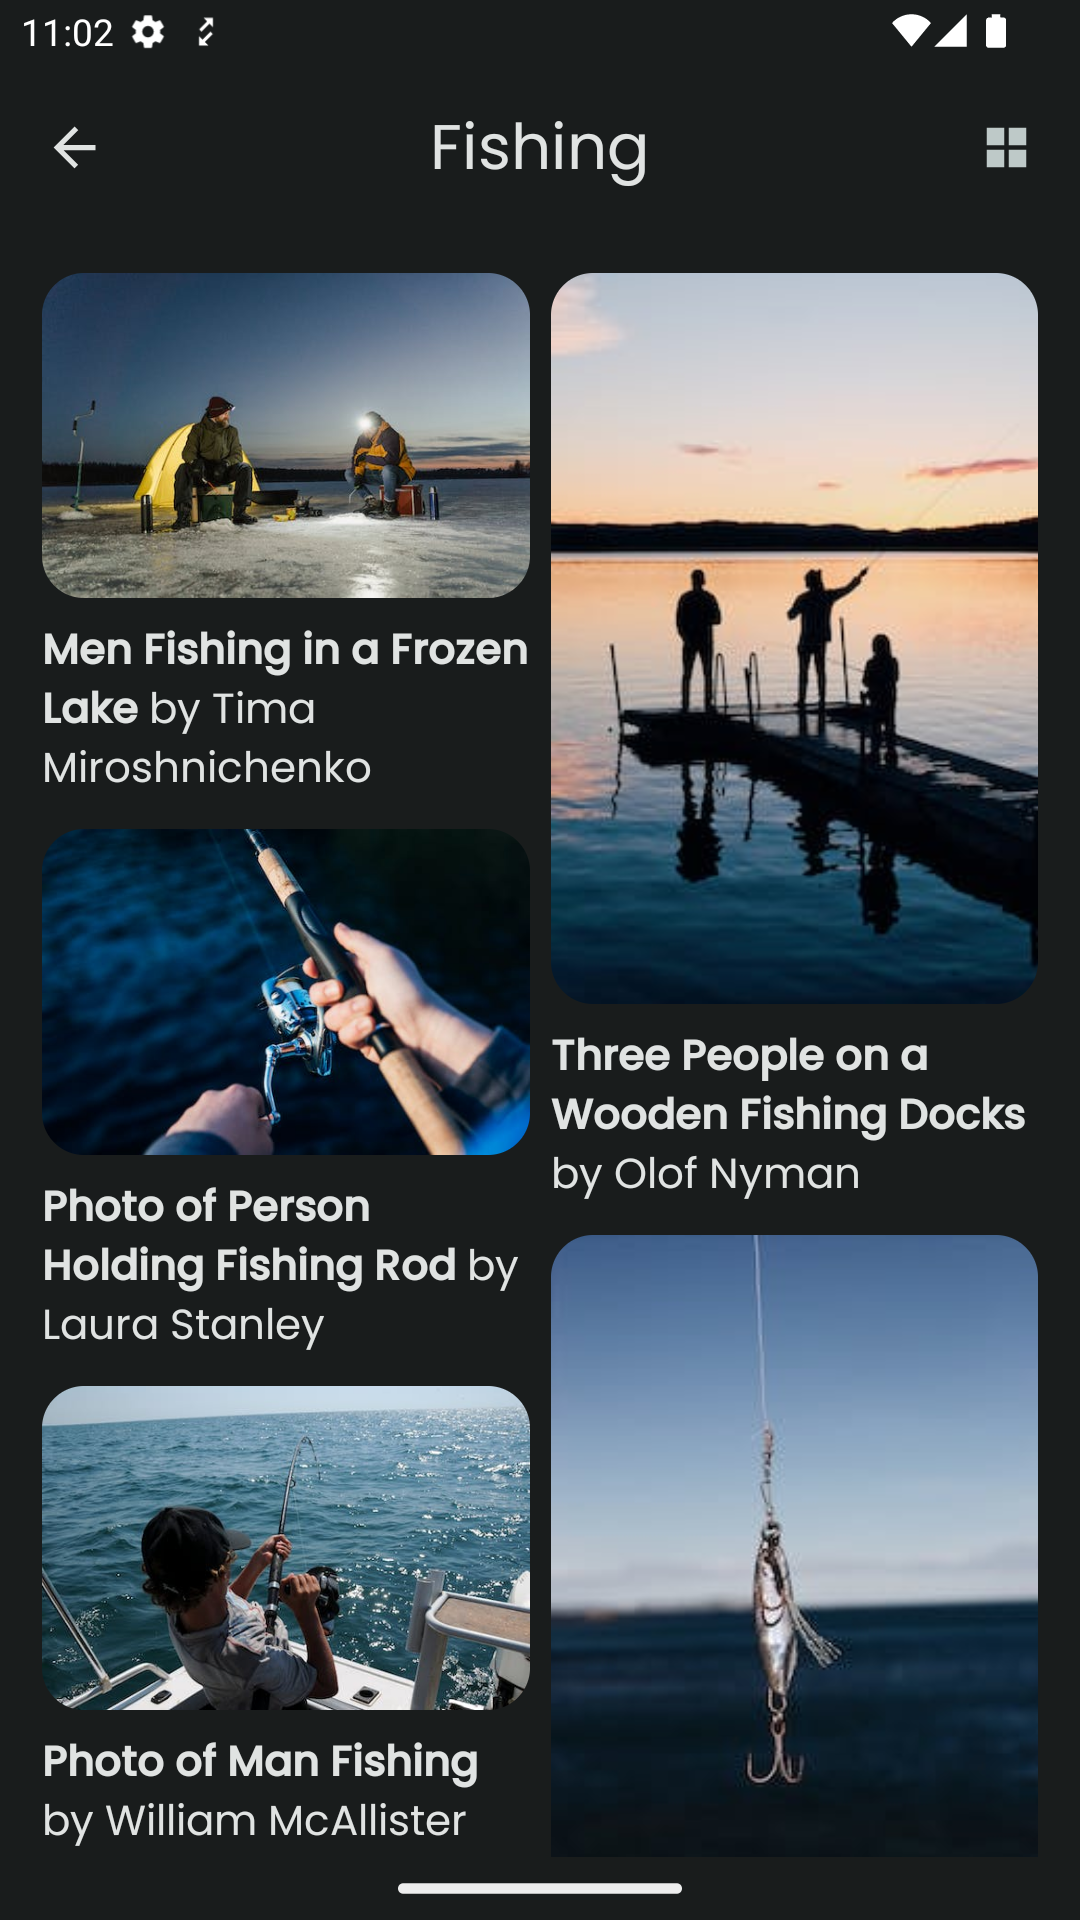 11:02
Fishing
Men Fishing in a Frozen
Lake by Tima
Miroshnichenko
Photo of Person
Holding Fishing Rod by
Laura Stanley
Photo of Man Fishing
by William McAllister
Three People on a
Wooden Fishing Docks
by Olof Nyman